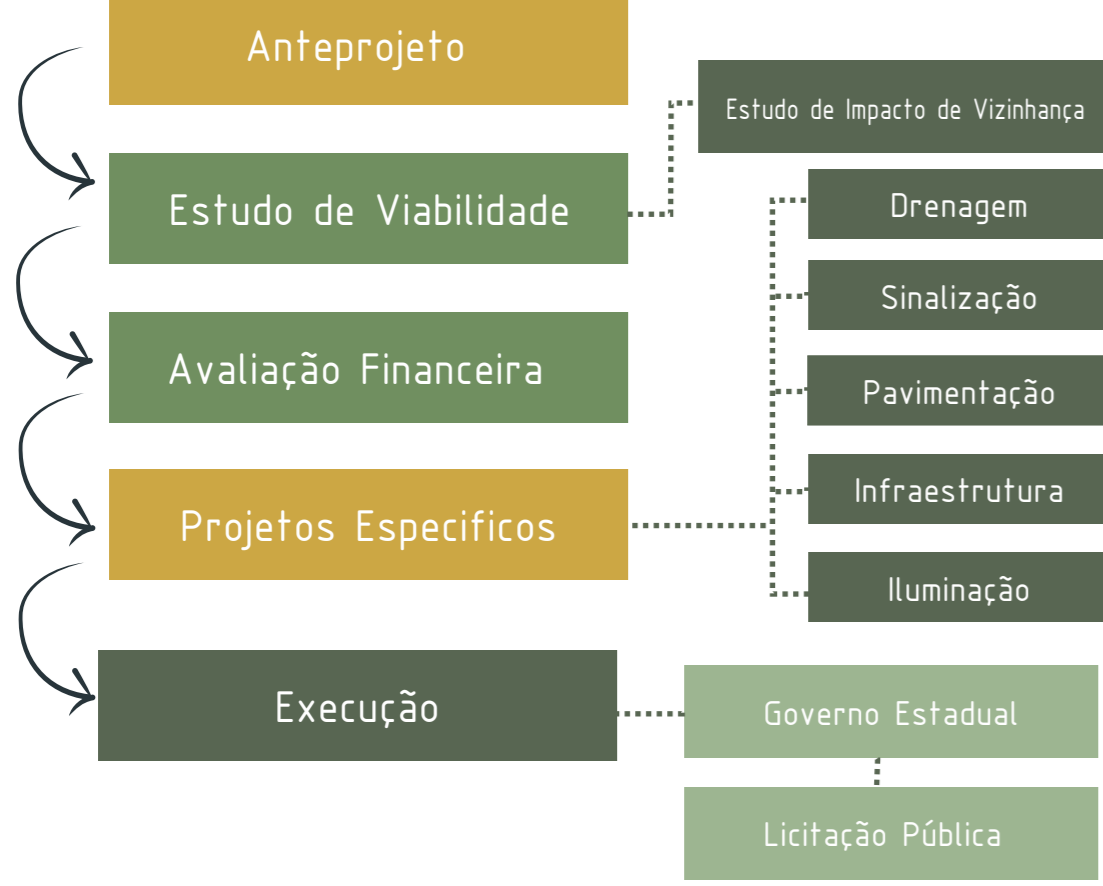 Anteprojeto
Estudo de Impacto de Vizinhança
Estudo de Viabilidade
Drenagem
Sinalização
Avaliação Financeira
Pavimentação
Infraestrutura
Projetos Especificos
Iluminação
Execução
Governo Estadual
Licitação Pública